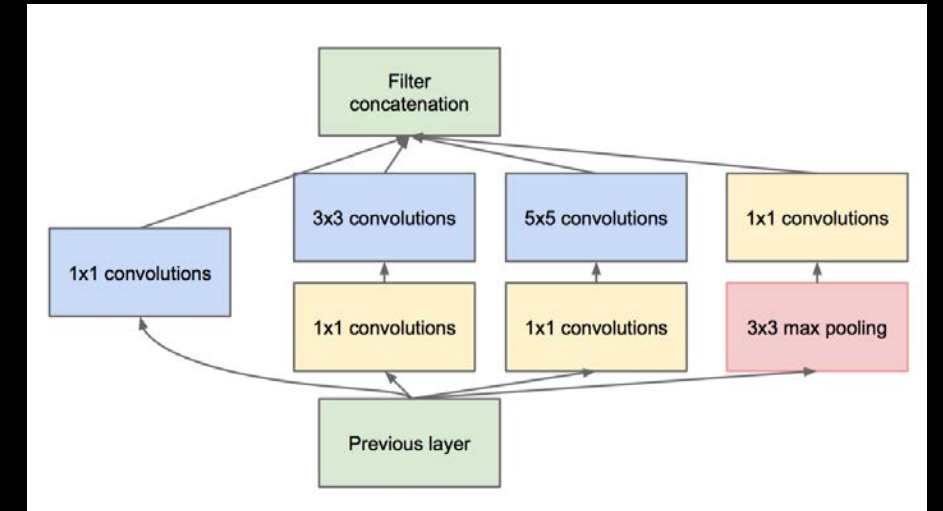 Filter
concatenation
3x3 convolutions
5x5 convolutions
1x1 convolutions
1x1 convolutions
1x1 convolutions
1x1 convolutions
3x3 max pooling
Previous layer